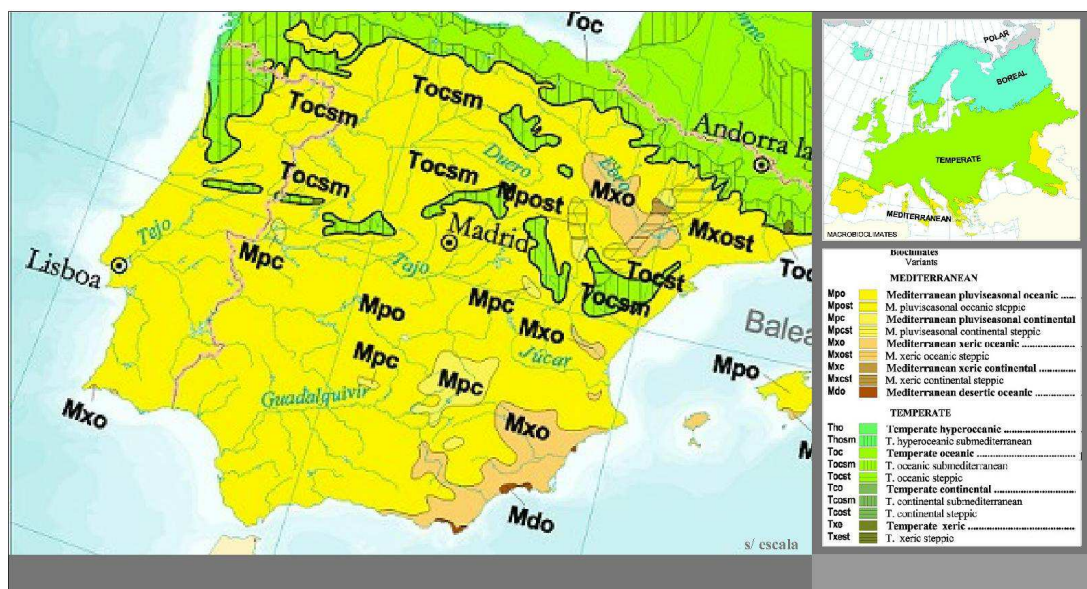 Toc
Tocsm
Tocsm
Andorra la
Duero
Ebro
Tocsm
Tocsm
Mpost
Mxo
Tejo
Madrid
Mxost
Lisboa
Mpc
Tajo
Tocst
Toc
Mpo
Mpc
Tocsm
Mxo
Balea
Mpc
Júcar
Mpo
Mpc
Guadalquivir
Mxo
Mxo
M
Mdo
s/ escala
POLAR
BOREAL
TEMPERATE
MEDITERRANEAN
MACROBIOCLIMATES
Bioclimates
Variants
MEDITERRANEAN
Mpo Mediterranean pluviseasonal oceanic ....
Mpost M. pluviseasonal oceanic steppic
Mpc Mediterranean pluviseasonal continental
Mpcst M. pluviseasonal continental steppic
Mxo Mediterranean xeric oceanic ..................
Mxost M. xeric oceanic steppic
Mxc Mediterranean xeric continental ............
Mxcst M. xeric continental steppic
Mdo Mediterranean desertic oceanic ............
TEMPERATE
Tho Temperate hyperoceanic ........................
Thosm T. hyperoceanic submediterranean
Toc Temperate oceanic ..................................
Tocsm T. oceanic submediterranean
Tocst T. oceanic steppic
Tco Temperate continental ..........................
Tcosm T. continental submediterranean
Tcost T. continental steppic
Txe Temperate xeric ....................................
Txest T. xeric steppic